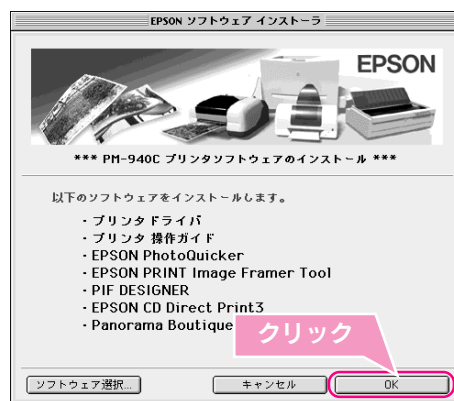 EPSON ソフトウェア インストーラ
EPSON
*** PM-940C プリンタソフトウェアのインストール ***
以下のソフトウェアをインストールします。
・プリンタドライバ
・プリンタ 操作ガイド
・EPSON PhotoQuicker
・EPSON PRINT Image Framer Tool
・PIF DESIGNER
・EPSON CD Direct Print3
・Panorama Boutique
クリック
ソフトウェア選択... キャンセル OK